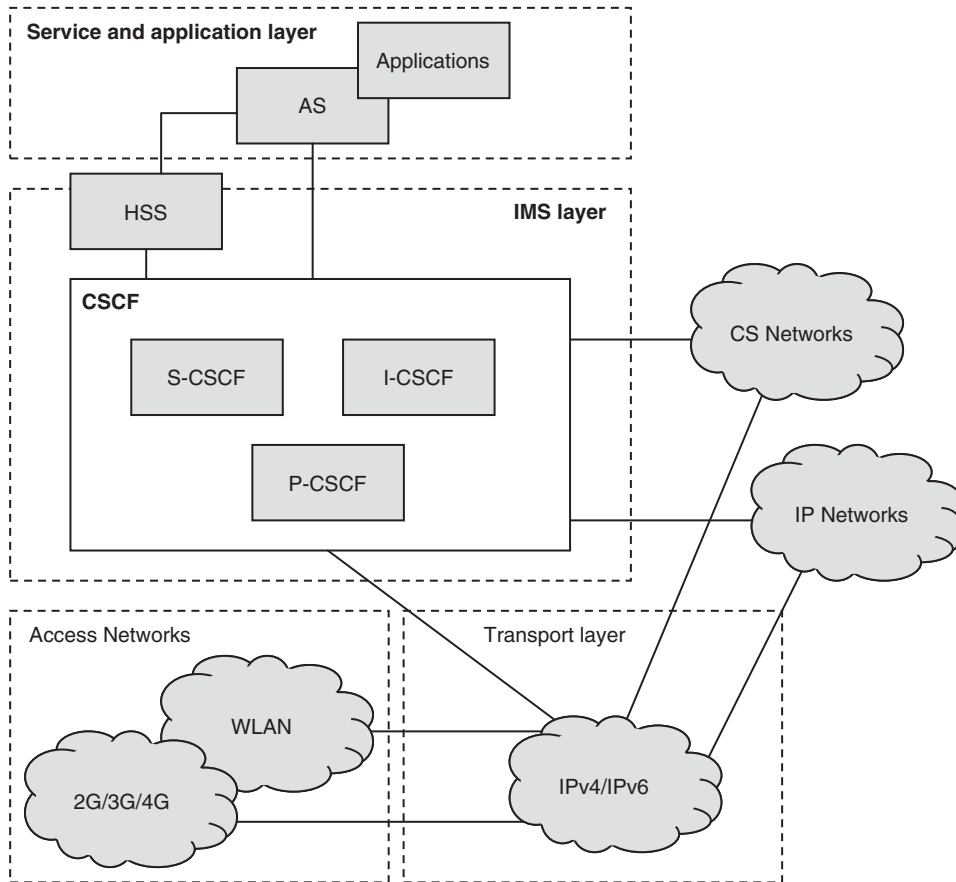 Service and application layer
Applications
AS
HSS
IMS layer
CSCF
S-CSCF
I-CSCF
P-CSCF
CS Networks
IP Networks
Access Networks
Transport layer
WLAN
2G/3G/4G
IPv4/IPv6